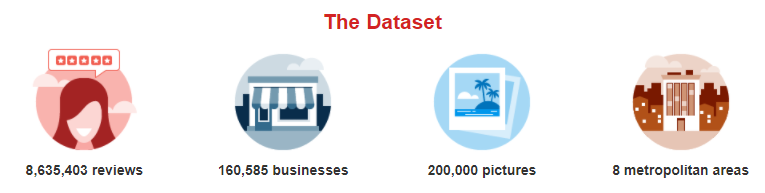 The Dataset
8,635,403 reviews
160,585 businesses
200,000 pictures
8 metropolitan areas